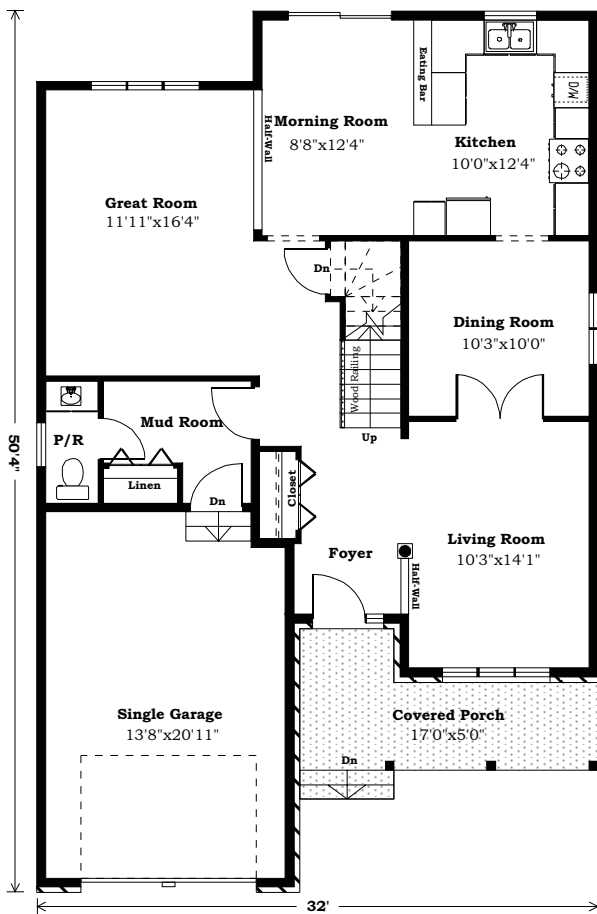 Eating Bar
D/W
Half-Wall
Morning Room
8'8"x12'4"
Kitchen
10'0"x12'4"
Great Room
11'11"x16'4"
Dn
Dining Room
10'3"x10'0"
Wood Railing
Mud Room
P/R
Up
50'4"
Linen
Closet
Dn
Foyer
Living Room
10'3"x14'1"
Half-Wall
Single Garage
13'8"x20'11"
Covered Porch
17'0"x5'0"
Dn
32'